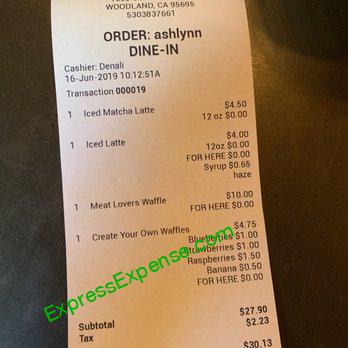 WOODLAND, CA 95695
5303837661
ORDER: ashlynn
DINE-IN
Cashier: Denali
16-Jun-2019 10:12:51A
Transaction 000019
1 Iced Matcha Latte $4.50
12 oz $0.00
1 Iced Latte $4.00
12oz $0.00
FOR HERE $0.00
Syrup $0.65
haze
1 Meat Lovers Waffle $10.00
FOR HERE $0.00
1 Create Your Own Waffles $4.75
Blueberries $1.00
Strawberries $1.00
Raspberries $1.50
Banana $0.50
FOR HERE $0.00
ExpressExpense.com
Subtotal $27.90
Tax $2.23
$30.13